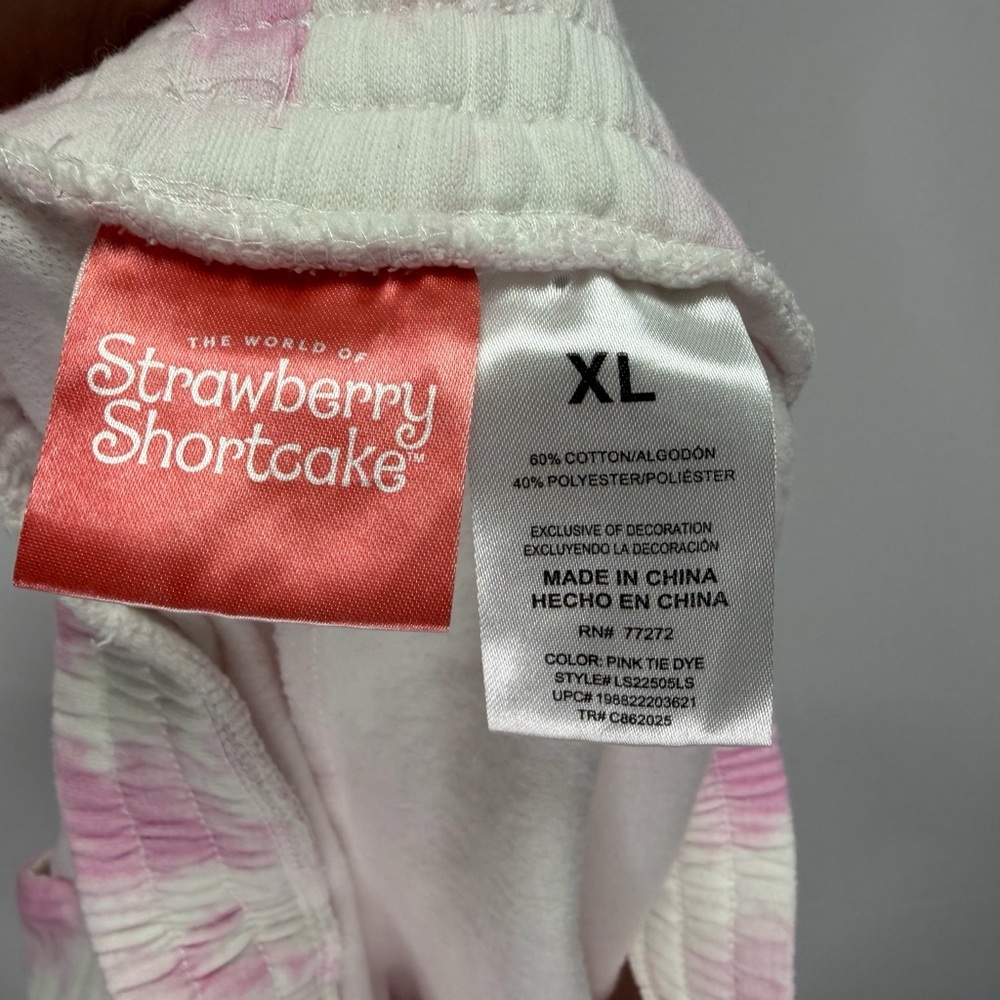 THE WORLD OF
Strawberry
Shortcake™
XL
60% COTTON/ALGODÓN
40% POLYESTER/POLIÉSTER
EXCLUSIVE OF DECORATION
EXCLUYENDO LA DECORACIÓN
MADE IN CHINA
HECHO EN CHINA
RN# 77272
COLOR: PINK TIE DYE
STYLE# LS22505LS
UPC# 198822203621
TR# C862025